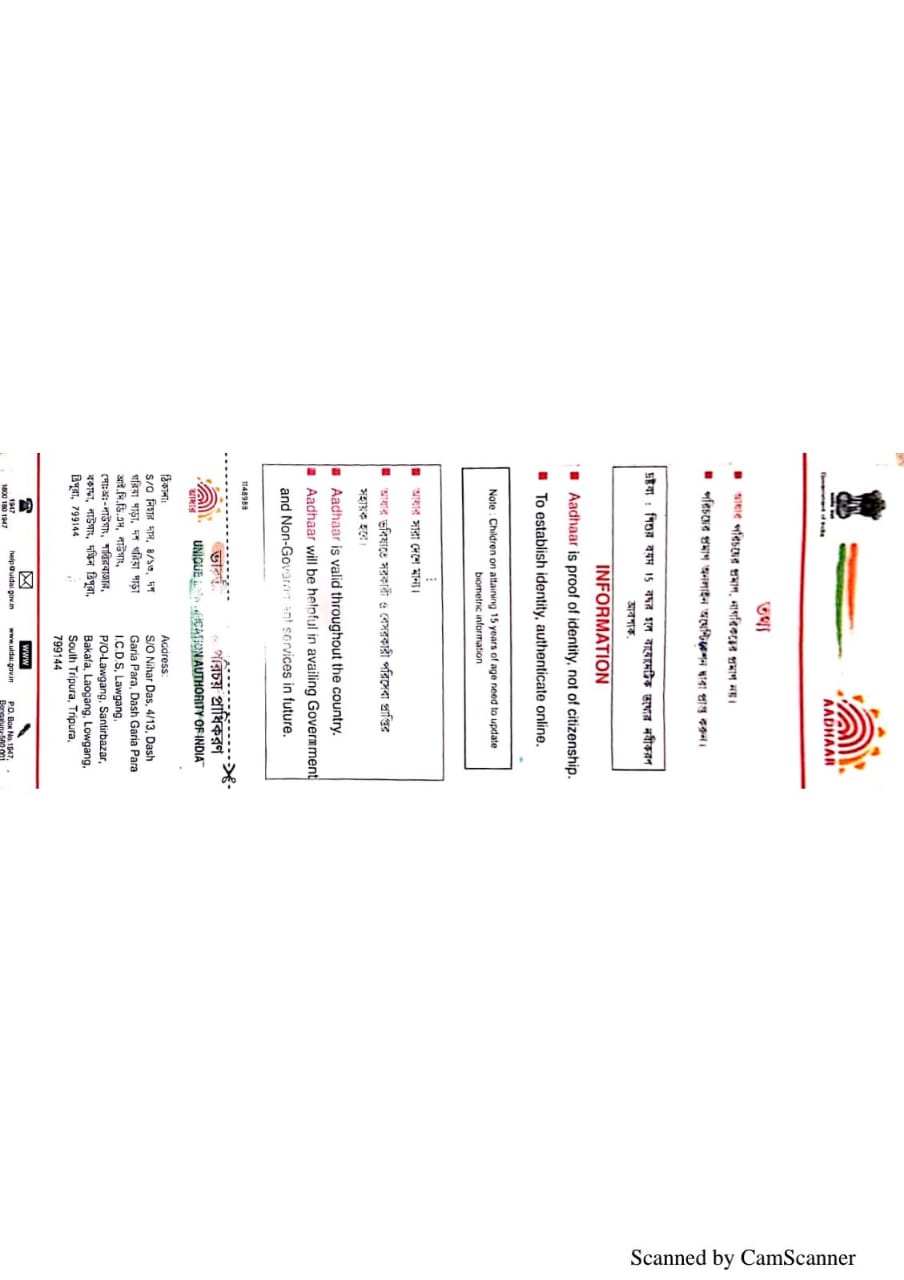 Government of India
AADHAAR
তথ্য
আধার পরিচয়ের প্রমাণ, নাগরিকত্বের প্রমাণ নয়।
পরিচয়ের প্রমাণ অনলাইন অথেন্টিকেশন দ্বারা প্রাপ্ত করুন।
দ্রষ্টব্য : শিশুর বয়স 15 বছর হলে বায়োমেট্রিক তথ্যের নবীকরণ
আবশ্যক.
INFORMATION
Aadhaar is proof of identity, not of citizenship.
To establish identity, authenticate online.
Note : Children on attaining 15 years of age need to update
biometric information
আধার সারা দেশে মান্য।
আধার ভবিষ্যতে সরকারী ও বেসরকারী পরিসেবা প্রাপ্তির
সহায়ক হবে।
Aadhaar is valid throughout the country.
Aadhaar will be helpful in availing Government
and Non-Government services in future.
1148988
পরিচয় প্রাধিকরণ
আধার
UNIQUE AUTHORITY OF INDIA
ঠিকানা:
S/O নিহার দাস, ৪/১৩, দশ
গরিয়া পাড়া, দশ গরিয়া পাড়া
আই.সি.ডি.এস, লাউগাং,
পোঃঅঃ-লাউগাং, শান্তিরবাজার,
বকাফা, লাউগাং, দক্ষিন ত্রিপুরা,
ত্রিপুরা, 799144
Address:
S/O Nihar Das, 4/13, Dash
Garia Para, Dash Garia Para
I.C.D.S, Lawgang,
P/O-Lawgang, Santirbazar,
Bakafa, Laogang, Lowgang,
South Tripura, Tripura,
799144
1947
1800 180 1947
help@uidai.gov.in
WWW
www.uidai.gov.in
P.O. Box No.1947,
Bengaluru-560 001
Scanned by CamScanner